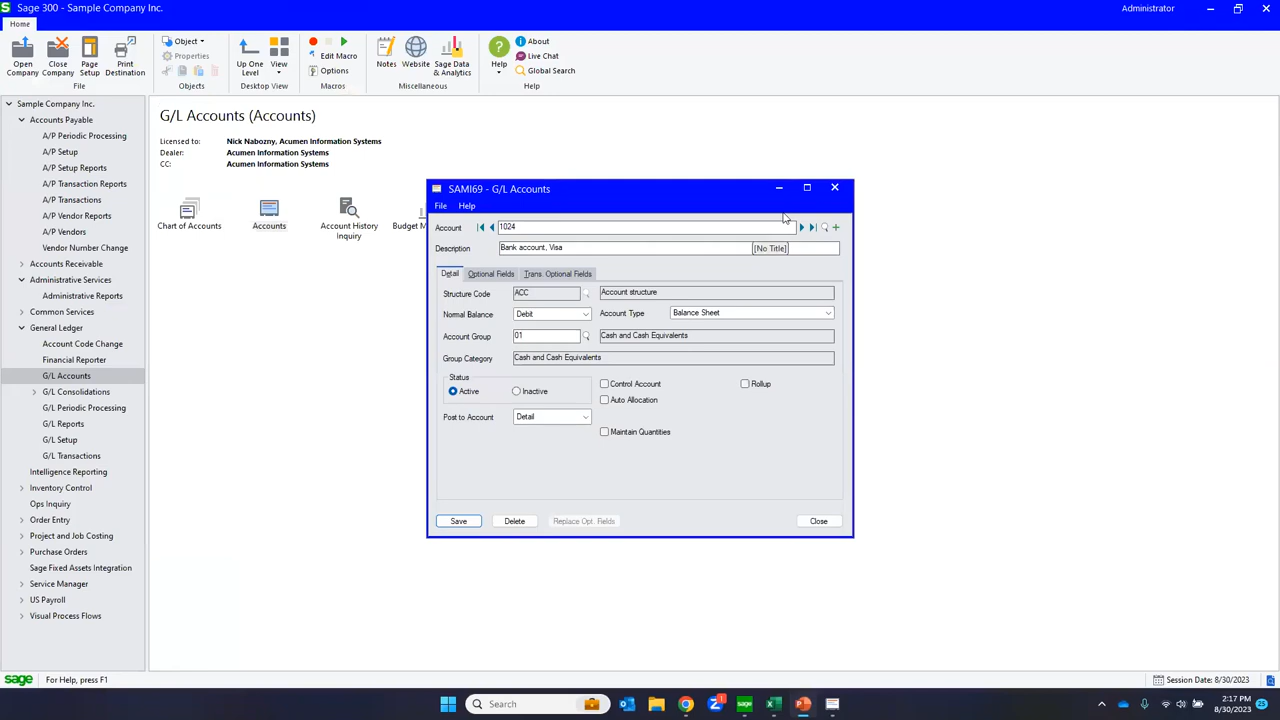 Sage 300 - Sample Company Inc.
Administrator
Home
Open Company
Close Company
Page Setup
Print Destination
File
Object
Properties
Objects
Up One Level
View
Desktop View
Edit Macro
Options
Macros
Notes
Website
Sage Data & Analytics
Miscellaneous
Help
About
Live Chat
Global Search
Help
Sample Company Inc.
Accounts Payable
A/P Periodic Processing
A/P Setup
A/P Setup Reports
A/P Transaction Reports
A/P Transactions
A/P Vendor Reports
A/P Vendors
Vendor Number Change
Accounts Receivable
Administrative Services
Administrative Reports
Common Services
General Ledger
Account Code Change
Financial Reporter
G/L Accounts
G/L Consolidations
G/L Periodic Processing
G/L Reports
G/L Setup
G/L Transactions
Intelligence Reporting
Inventory Control
Ops Inquiry
Order Entry
Project and Job Costing
Purchase Orders
Sage Fixed Assets Integration
Service Manager
US Payroll
Visual Process Flows
G/L Accounts (Accounts)
Licensed to: Nick Nabozny, Acumen Information Systems
Dealer: Acumen Information Systems
CC: Acumen Information Systems
Chart of Accounts
Accounts
Account History Inquiry
Budget M
SAMI69 - G/L Accounts
File Help
Account 1024
Description Bank account, Visa [No Title]
Detail Optional Fields Trans. Optional Fields
Structure Code ACC Account structure
Normal Balance Debit Account Type Balance Sheet
Account Group 01 Cash and Cash Equivalents
Group Category Cash and Cash Equivalents
Status
Active Inactive
Control Account Rollup
Auto Allocation
Post to Account Detail
Maintain Quantities
Save Delete Replace Opt. Fields Close
sage For Help, press F1
Session Date: 8/30/2023
Search
2:17 PM
8/30/2023